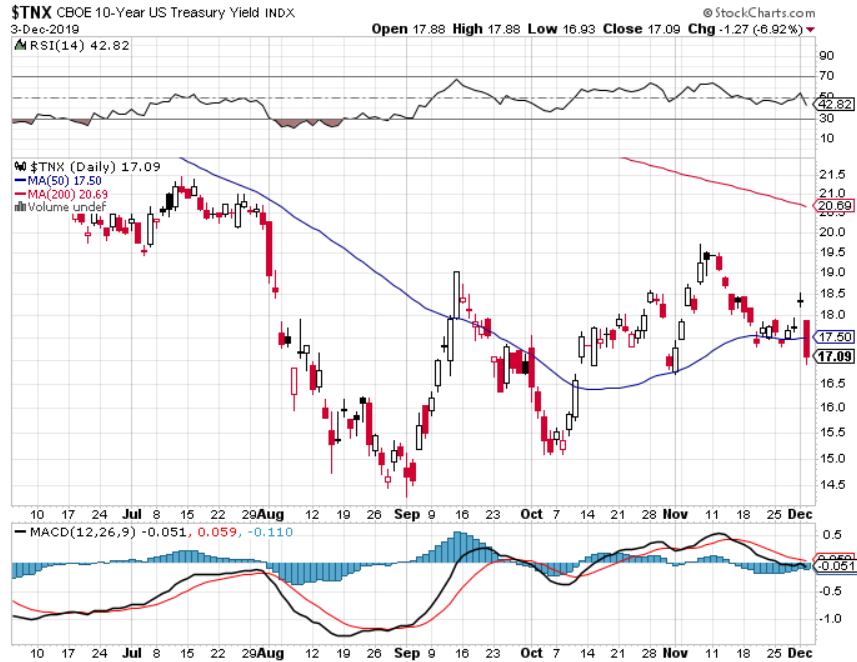 $TNX CBOE 10-Year US Treasury Yield INDX
© StockCharts.com
3-Dec-2019
Open 17.88 High 17.88 Low 16.93 Close 17.09 Chg -1.27 (-6.92%)
RSI(14) 42.82
90
70
50
42.82
30
10
$TNX (Daily) 17.09
MA(50) 17.50
MA(200) 20.69
Volume undef
21.5
21.0
20.69
20.0
19.5
19.0
18.5
18.0
17.50
17.09
16.5
16.0
15.5
15.0
14.5
10 17 24 Jul 8 15 22 29 Aug 12 19 26 Sep 9 16 23 Oct 7 14 21 28 Nov 11 18 25 Dec
MACD(12,26,9) -0.051, 0.059, -0.110
0.5
-0.051
-0.5
-1.0
10 17 24 Jul 8 15 22 29 Aug 12 19 26 Sep 9 16 23 Oct 7 14 21 28 Nov 11 18 25 Dec